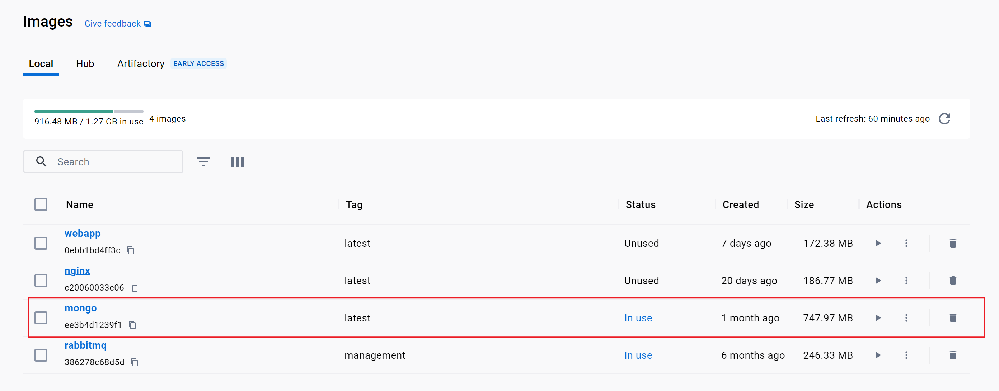 Images Give feedback
Local Hub Artifactory EARLY ACCESS
916.48 MB / 1.27 GB in use 4 images Last refresh: 60 minutes ago
Search
Name Tag Status Created Size Actions
webapp
0ebb1bd4ff3c latest Unused 7 days ago 172.38 MB
nginx
c20060033e06 latest Unused 20 days ago 186.77 MB
mongo
ee3b4d1239f1 latest In use 1 month ago 747.97 MB
rabbitmq
386278c68d5d management In use 6 months ago 246.33 MB